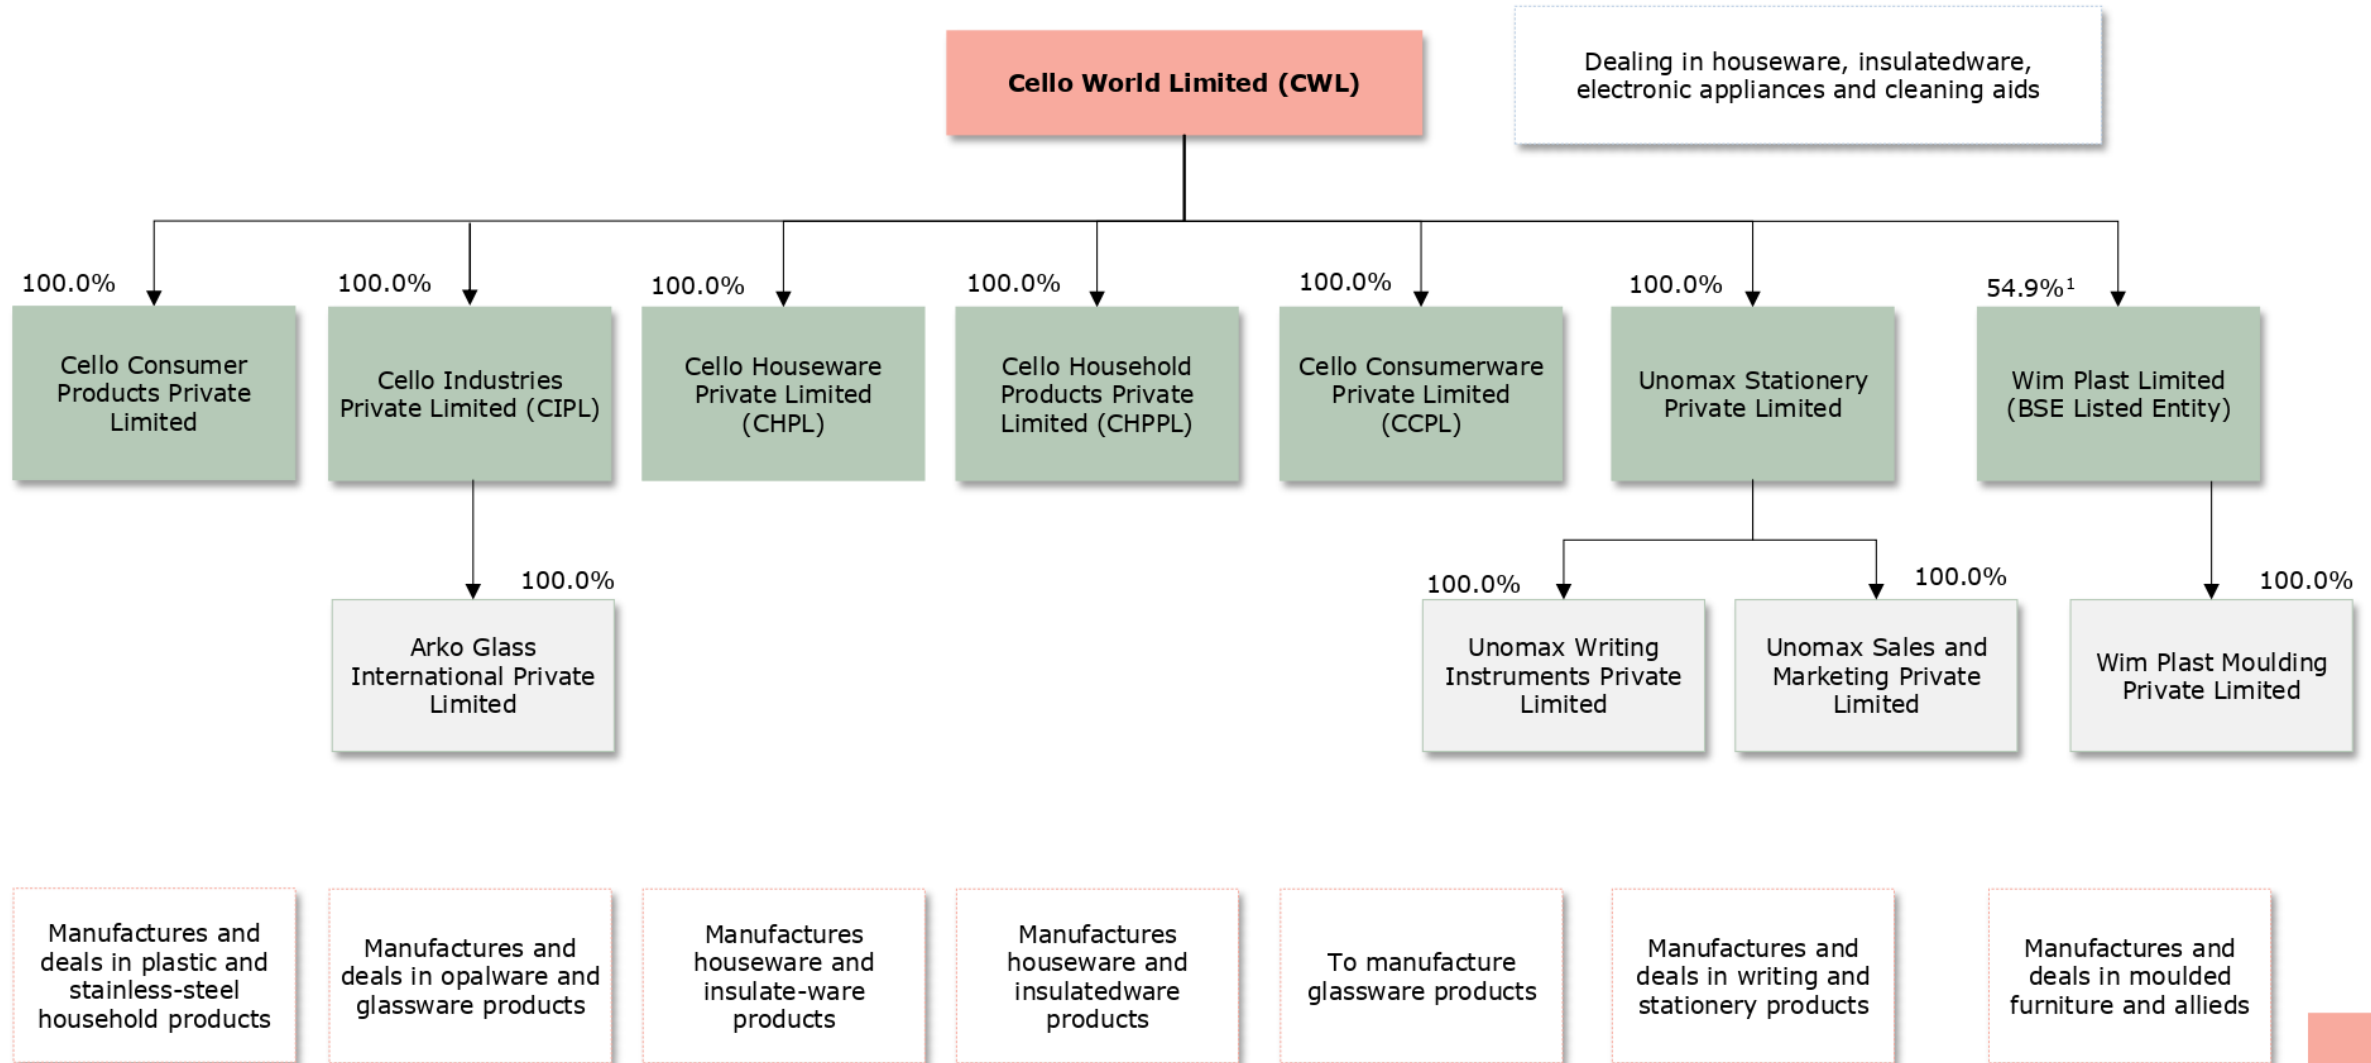 Cello World Limited (CWL)
Dealing in houseware, insulatedware,
electronic appliances and cleaning aids
100.0%
100.0%
100.0%
100.0%
100.0%
100.0%
54.9%¹
Cello Consumer
Products Private
Limited
Cello Industries
Private Limited (CIPL)
Cello Houseware
Private Limited
(CHPL)
Cello Household
Products Private
Limited (CHPPL)
Cello Consumerware
Private Limited
(CCPL)
Unomax Stationery
Private Limited
Wim Plast Limited
(BSE Listed Entity)
100.0%
100.0%
100.0%
100.0%
Arko Glass
International Private
Limited
Unomax Writing
Instruments Private
Limited
Unomax Sales and
Marketing Private
Limited
Wim Plast Moulding
Private Limited
Manufactures and
deals in plastic and
stainless-steel
household products
Manufactures and
deals in opalware and
glassware products
Manufactures
houseware and
insulate-ware
products
Manufactures
houseware and
insulatedware
products
To manufacture
glassware products
Manufactures and
deals in writing and
stationery products
Manufactures and
deals in moulded
furniture and allieds